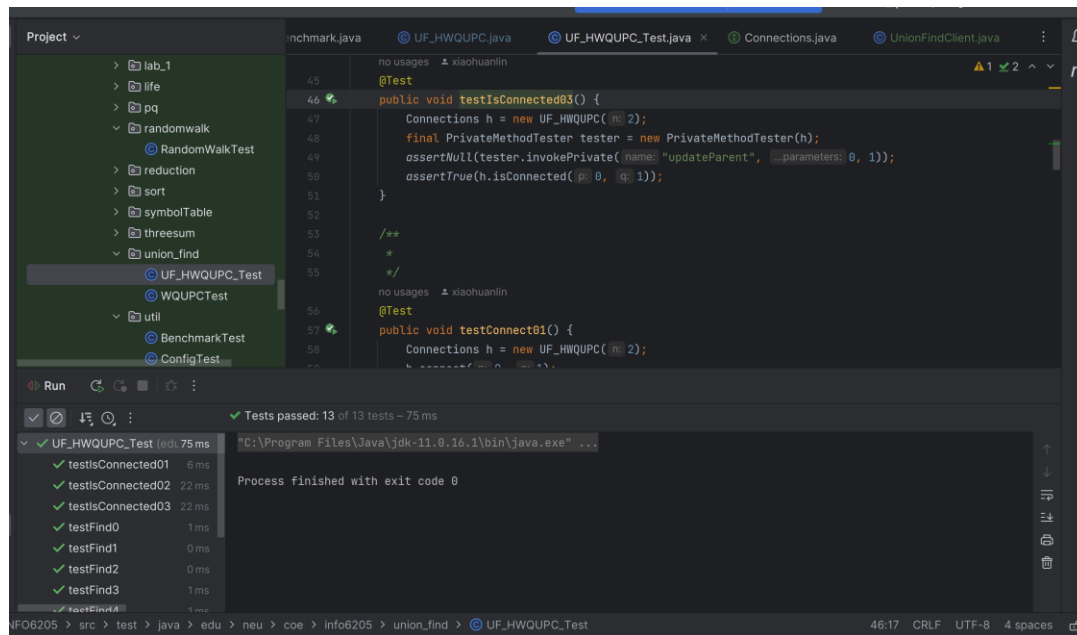 Project
nchmark.java
UF_HWQUPC.java
UF_HWQUPC_Test.java ×
Connections.java
UnionFindClient.java
lab_1
life
pq
randomwalk
RandomWalkTest
reduction
sort
symbolTable
threesum
union_find
UF_HWQUPC_Test
WQUPCTest
util
BenchmarkTest
ConfigTest
no usages xiaohuanlin
1 2
45 @Test
46 public void testIsConnected03() {
47 Connections h = new UF_HWQUPC( n: 2);
48 final PrivateMethodTester tester = new PrivateMethodTester(h);
49 assertNull(tester.invokePrivate( name: "updateParent", ...parameters: 0, 1));
50 assertTrue(h.isConnected( p: 0, q: 1));
51 }
52
53 /**
54 *
55 */
no usages xiaohuanlin
56 @Test
57 public void testConnect01() {
58 Connections h = new UF_HWQUPC( n: 2);
Run
Tests passed: 13 of 13 tests – 75 ms
UF_HWQUPC_Test (edu 75 ms
testIsConnected01 6 ms
testIsConnected02 22 ms
testIsConnected03 22 ms
testFind0 1 ms
testFind1 0 ms
testFind2 0 ms
testFind3 1 ms
testFind4 1 ms
"C:\Program Files\Java\jdk-11.0.16.1\bin\java.exe" ...
Process finished with exit code 0
NFO6205 > src > test > java > edu > neu > coe > info6205 > union_find > UF_HWQUPC_Test
46:17 CRLF UTF-8 4 spaces